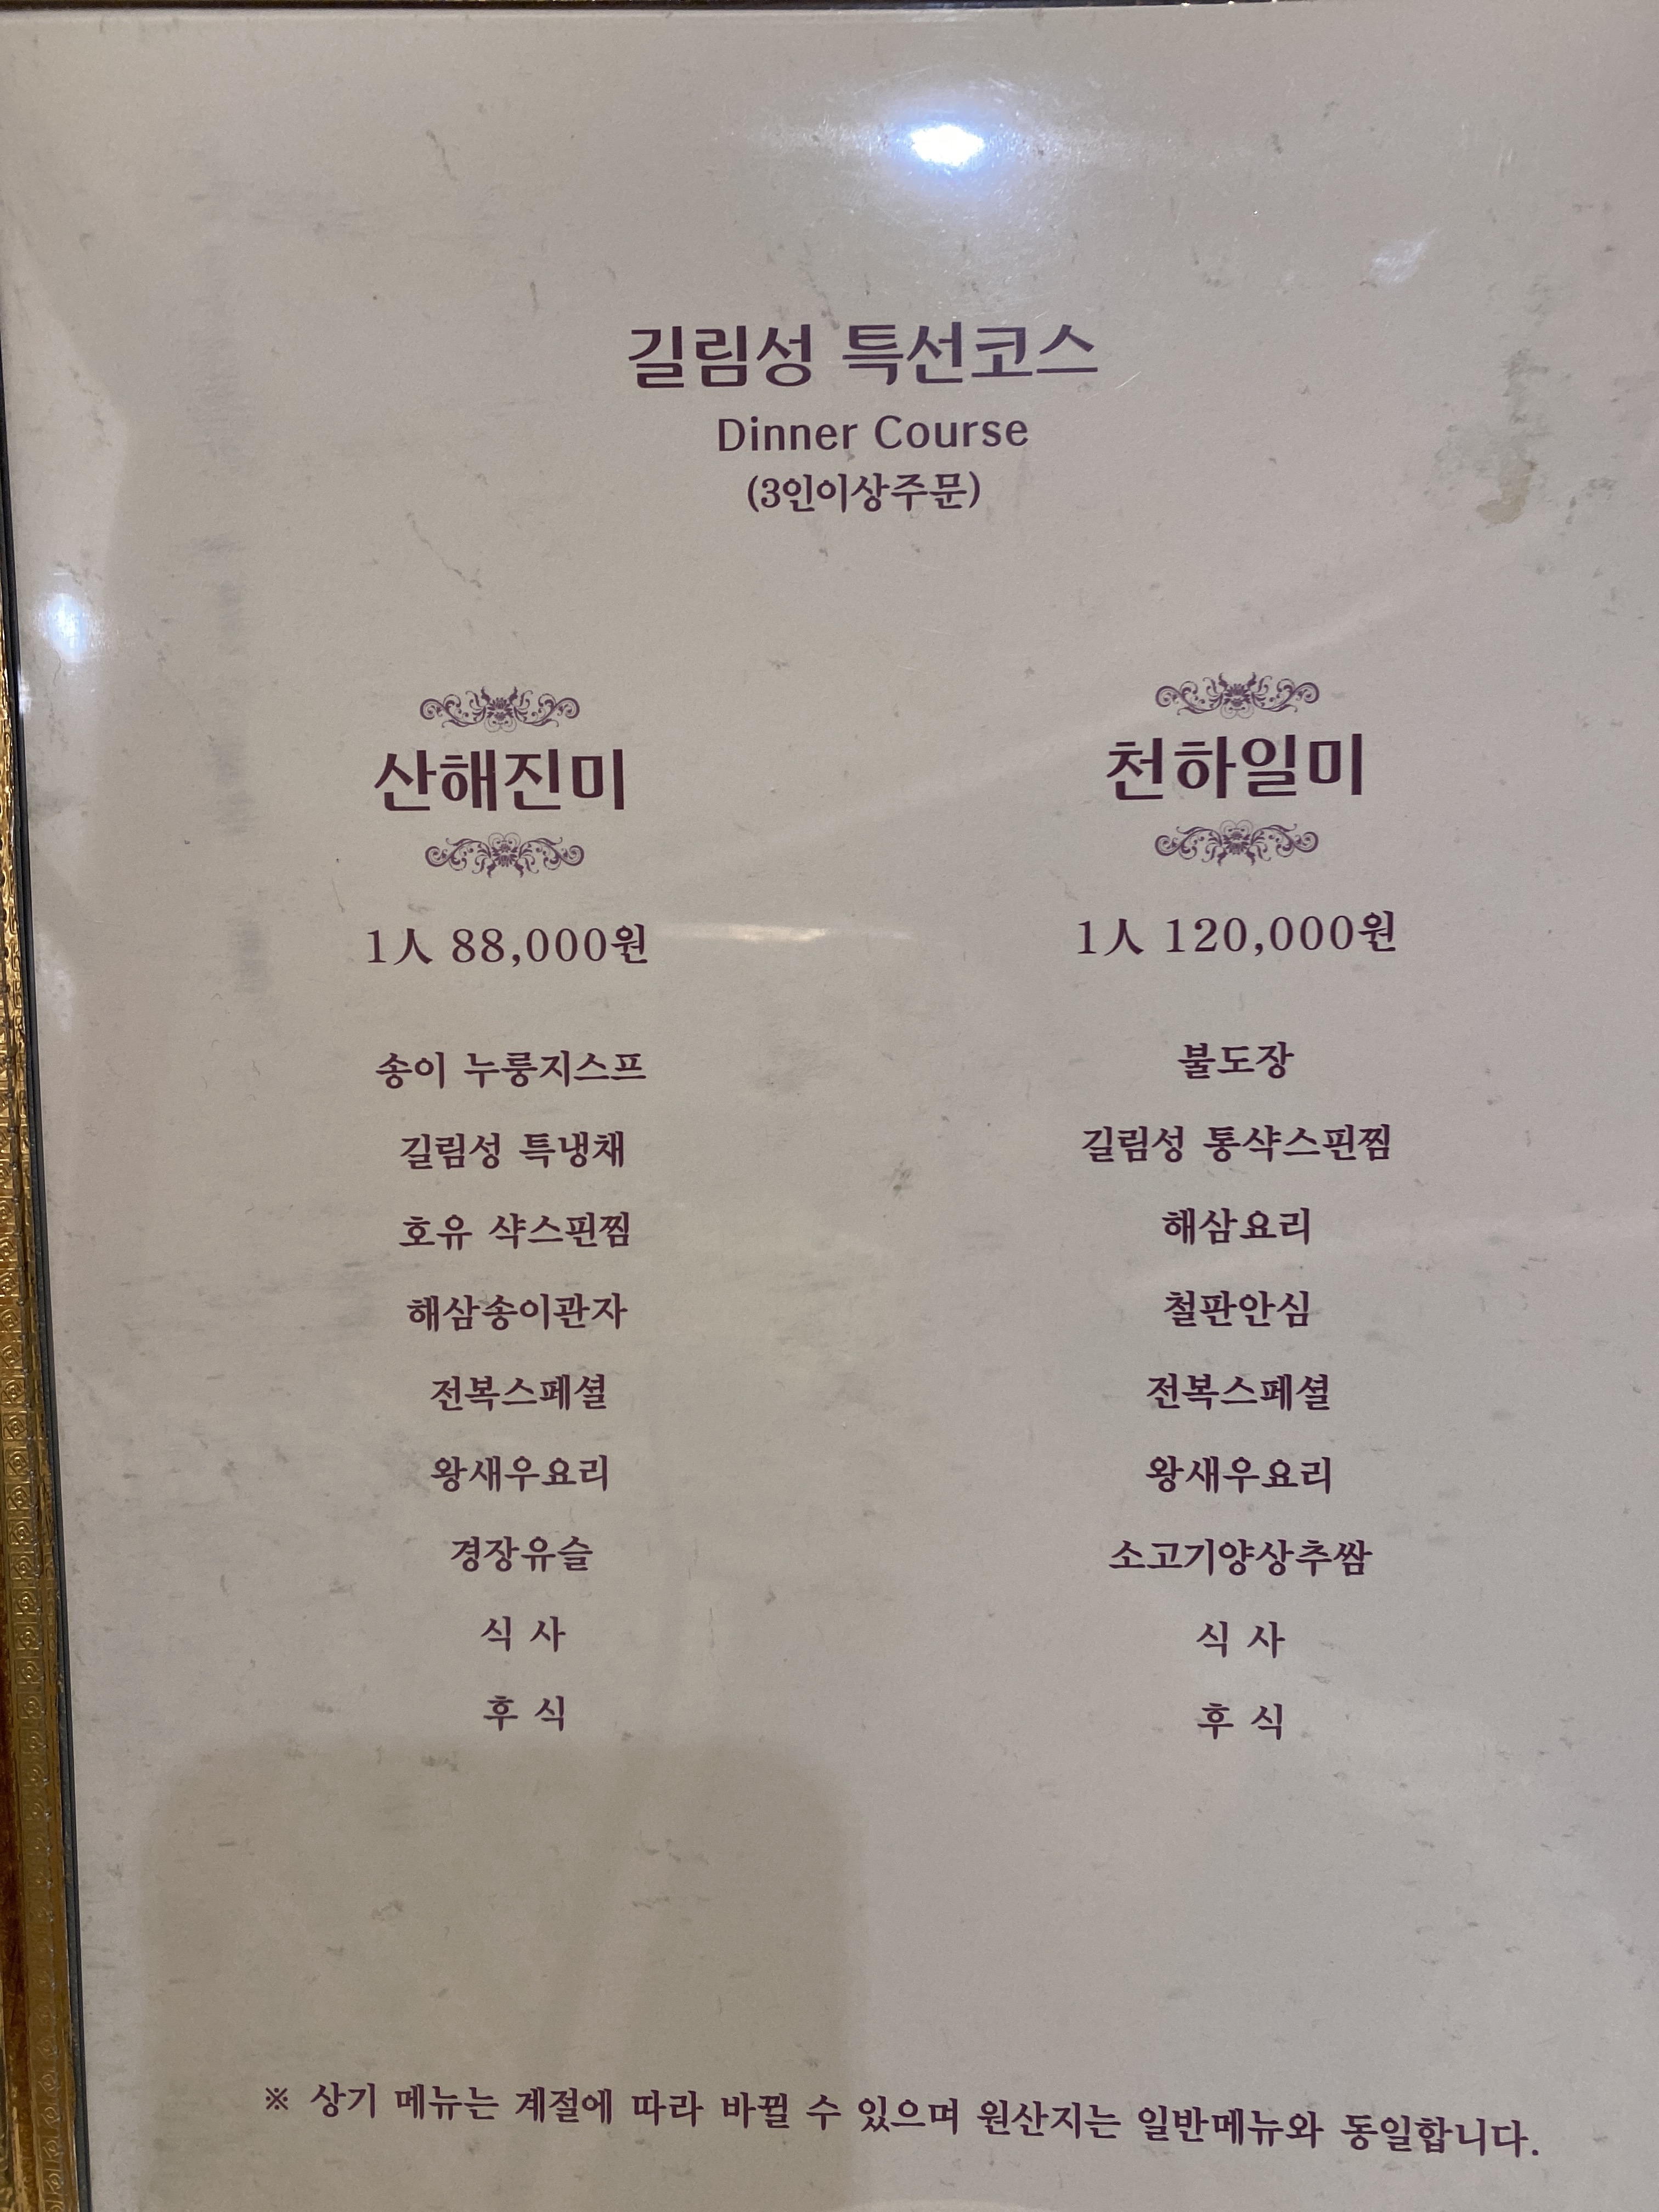 길림성 특선코스
Dinner Course
(3인이상주문)
산해진미
1人 88,000원
송이 누룽지스프
길림성 특냉채
호유 샥스핀찜
해삼송이관자
전복스페셜
왕새우요리
경장유슬
식 사
후 식
천하일미
1人 120,000원
불도장
길림성 통샥스핀찜
해삼요리
철판안심
전복스페셜
왕새우요리
소고기양상추쌈
식 사
후 식
※ 상기 메뉴는 계절에 따라 바뀔 수 있으며 원산지는 일반메뉴와 동일합니다.